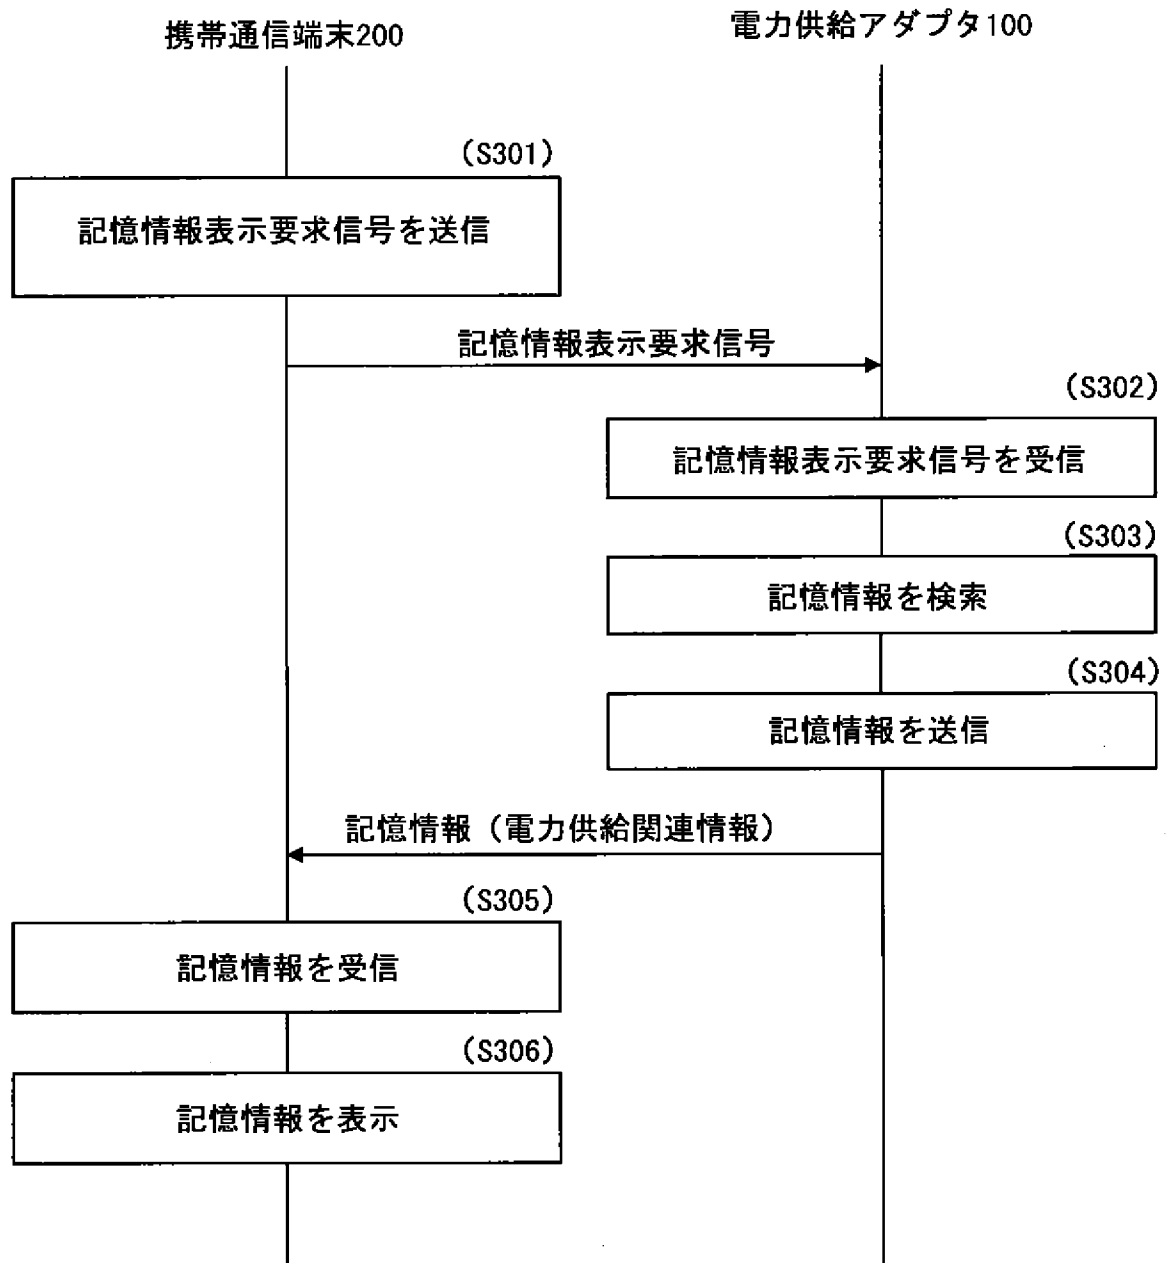 携帯通信端末200
電力供給アダプタ100
(S301)
記憶情報表示要求信号を送信
記憶情報表示要求信号
(S302)
記憶情報表示要求信号を受信
(S303)
記憶情報を検索
(S304)
記憶情報を送信
記憶情報（電力供給関連情報）
(S305)
記憶情報を受信
(S306)
記憶情報を表示